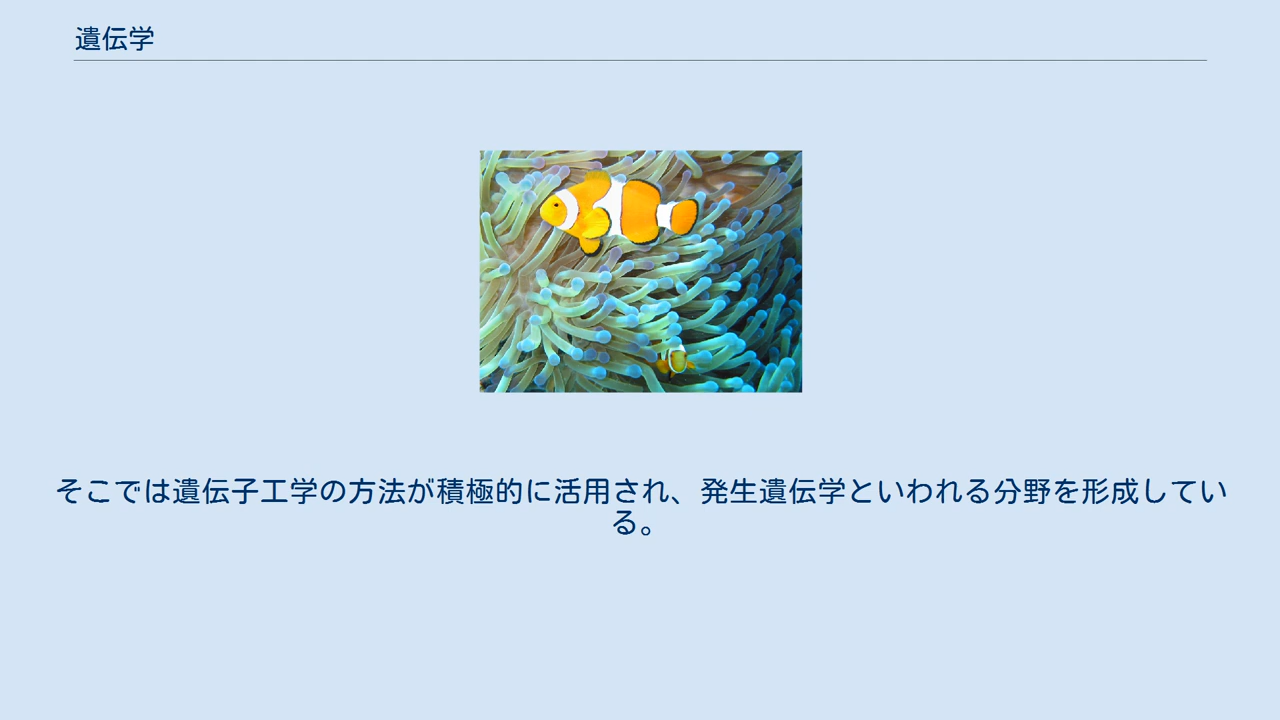 遺伝学
そこでは遺伝子工学の方法が積極的に活用され、発生遺伝学といわれる分野を形成してい
る。